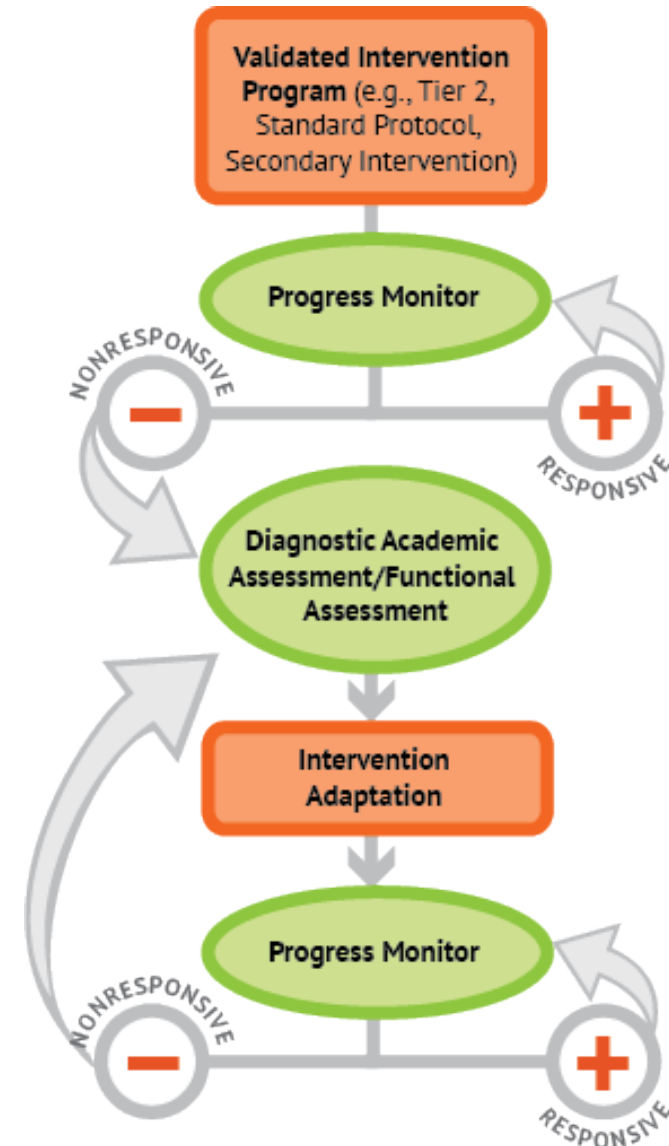 Validated Intervention
Program (e.g., Tier 2,
Standard Protocol,
Secondary Intervention)
Progress Monitor
NONRESPONSIVE
RESPONSIVE
Diagnostic Academic
Assessment/Functional
Assessment
Intervention
Adaptation
Progress Monitor
NONRESPONSIVE
RESPONSIVE